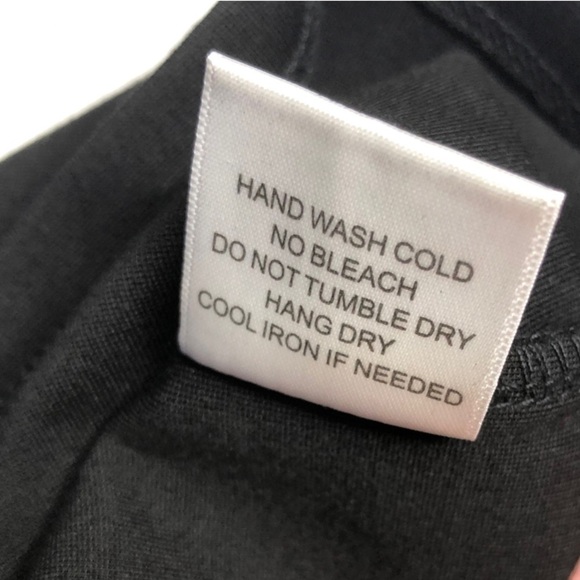 HAND WASH COLD
NO BLEACH
DO NOT TUMBLE DRY
HANG DRY
COOL IRON IF NEEDED